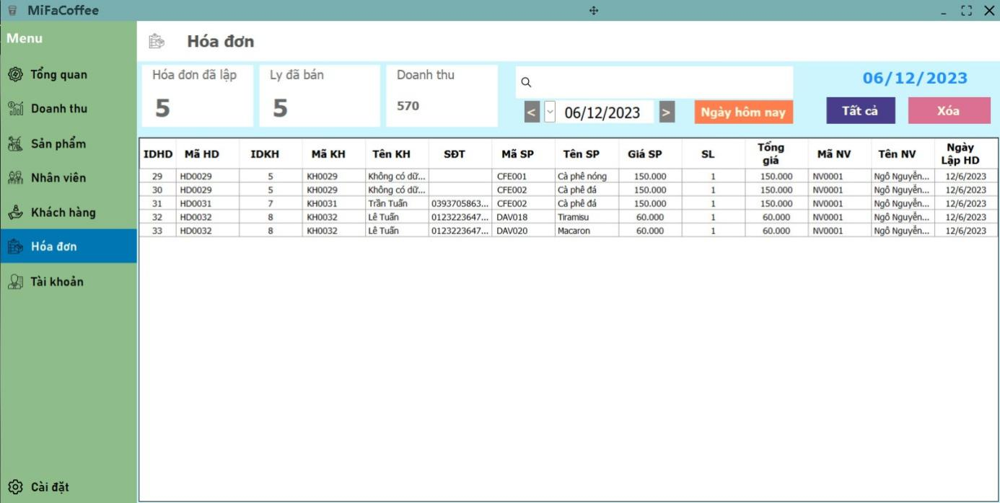 MiFaCoffee
Menu
Tổng quan
Doanh thu
Sản phẩm
Nhân viên
Khách hàng
Hóa đơn
Tài khoản
Cài đặt
Hóa đơn
Hóa đơn đã lập
5
Ly đã bán
5
Doanh thu
570
< 06/12/2023 >
Ngày hôm nay
06/12/2023
Tất cả
Xóa
IDHD Mã HD IDKH Mã KH Tên KH SĐT Mã SP Tên SP Giá SP SL Tổng giá Mã NV Tên NV Ngày Lập HD
29 HD0029 5 KH0029 Không có dữ... CFE001 Cà phê nóng 150.000 1 150.000 NV0001 Ngô Nguyễn... 12/6/2023
30 HD0029 5 KH0029 Không có dữ... CFE002 Cà phê đá 150.000 1 150.000 NV0001 Ngô Nguyễn... 12/6/2023
31 HD0031 7 KH0031 Trần Tuấn 0393705863... CFE002 Cà phê đá 150.000 1 150.000 NV0001 Ngô Nguyễn... 12/6/2023
32 HD0032 8 KH0032 Lê Tuấn 0123223647... DAV018 Tiramisu 60.000 1 60.000 NV0001 Ngô Nguyễn... 12/6/2023
33 HD0032 8 KH0032 Lê Tuấn 0123223647... DAV020 Macaron 60.000 1 60.000 NV0001 Ngô Nguyễn... 12/6/2023